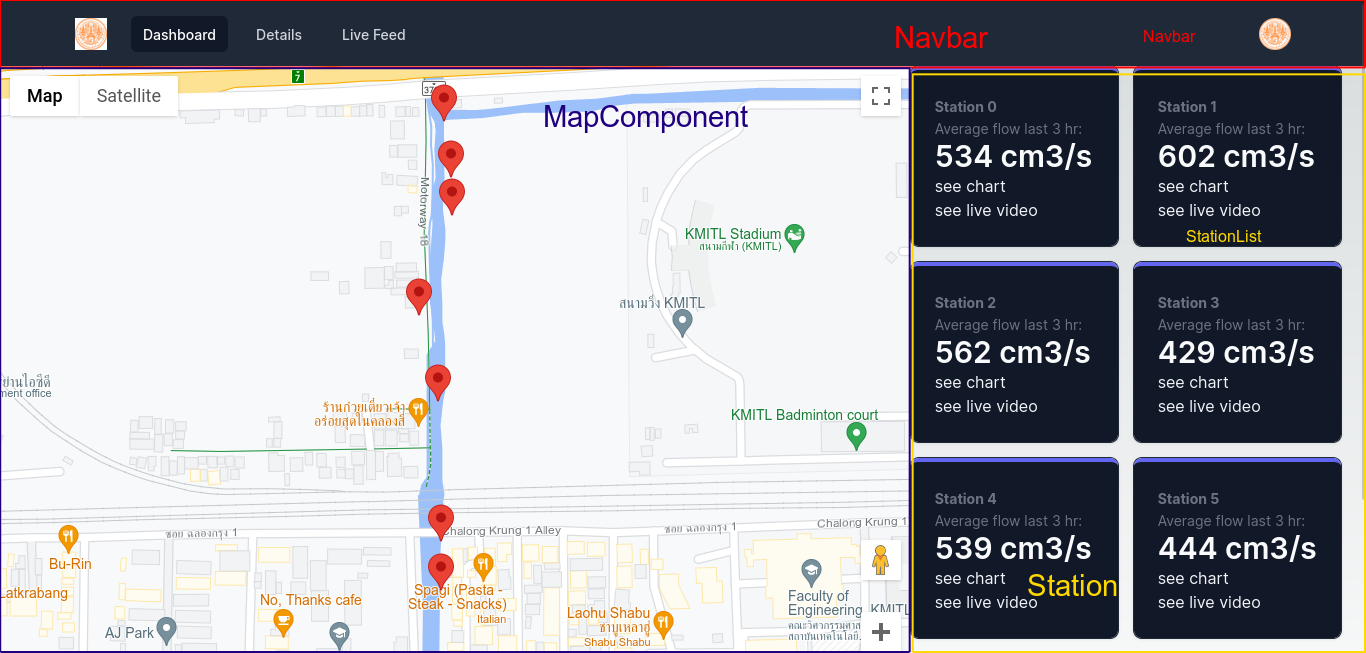 Dashboard
Details
Live Feed
Navbar
Navbar
Map
Satellite
7
37
MapComponent
Motorway 18
KMITL Stadium
สนามกีฬา (KMITL)
สนามวิ่ง KMITL
ย่านไอซีดี
ment office
ร้านก๋วยเตี๋ยวเจ้า
อร่อยสุดในคลองสี่
KMITL Badminton court
ซอย ฉลองกรุง 1
Chalong Krung 1 Alley
ซอย ฉลองกรุง 1
Chalong Krung 1
Bu-Rin
Latkrabang
No, Thanks cafe
AJ Park
Spagi (Pasta -
Steak - Snacks)
Italian
Laohu Shabu
ชาบูเหลาฮู่
Shabu Shabu
Faculty of
Engineering
KMITL
คณะวิศวกรรมศาส
สถาบันเทคโนโลยี.
Station 0
Average flow last 3 hr:
534 cm3/s
see chart
see live video
Station 1
Average flow last 3 hr:
602 cm3/s
see chart
see live video
StationList
Station 2
Average flow last 3 hr:
562 cm3/s
see chart
see live video
Station 3
Average flow last 3 hr:
429 cm3/s
see chart
see live video
Station 4
Average flow last 3 hr:
539 cm3/s
see chart
see live video
Station
Station 5
Average flow last 3 hr:
444 cm3/s
see chart
see live video